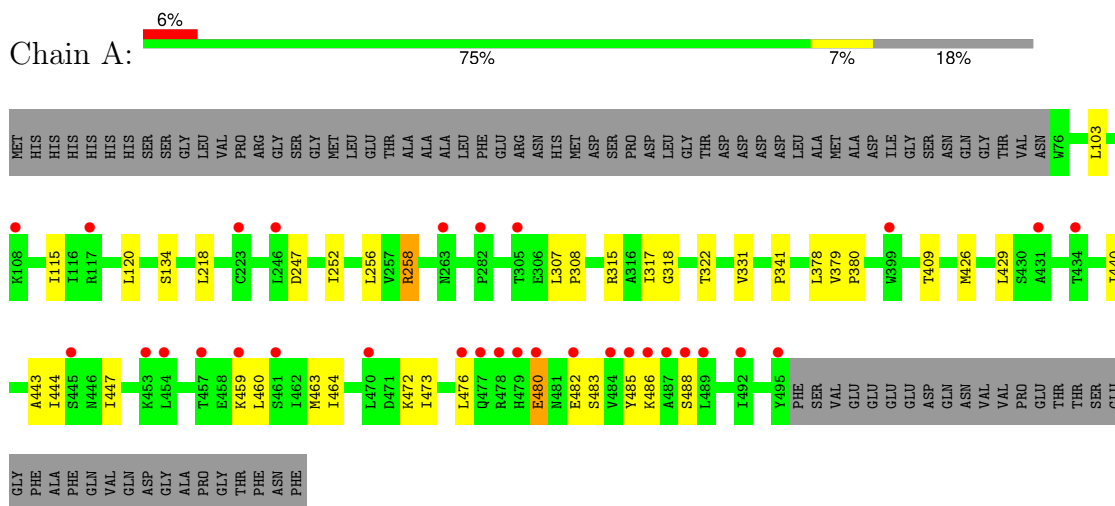 6%
Chain A:
75% 7% 18%
MET HIS HIS HIS HIS HIS HIS SER SER GLY LEU VAL PRO ARG GLY SER GLY MET LEU GLU THR ALA ALA ALA LEU PHE GLU ARG ASN HIS MET ASP SER PRO ASP LEU GLY THR ASP ASP ASP ASP LEU ALA MET ALA ASP ILE GLY SER ASN GLN GLY THR VAL ASN W76 L103
K108 I115 I116 R117 L120 S134 L218 C223 L246 D247 I252 L256 V257 R258 N263 P282 T305 E306 L307 P308 R315 A316 I317 G318 T322 V331 P341 L378 V379 P380 W399 T409 M426 L429 S430 A431 T434 I440
A443 I444 S445 N446 I447 K453 L454 T457 E458 K459 L460 S461 I462 M463 I464 L470 D471 K472 I473 L476 Q477 R478 H479 E480 N481 E482 S483 V484 Y485 K486 A487 S488 L489 I492 Y495 PHE SER VAL GLU GLU GLU GLU ASP GLN ASN VAL VAL PRO GLU THR THR SER GLU
GLY PHE ALA PHE GLN VAL GLN ASP GLY ALA PRO GLY THR PHE ASN PHE